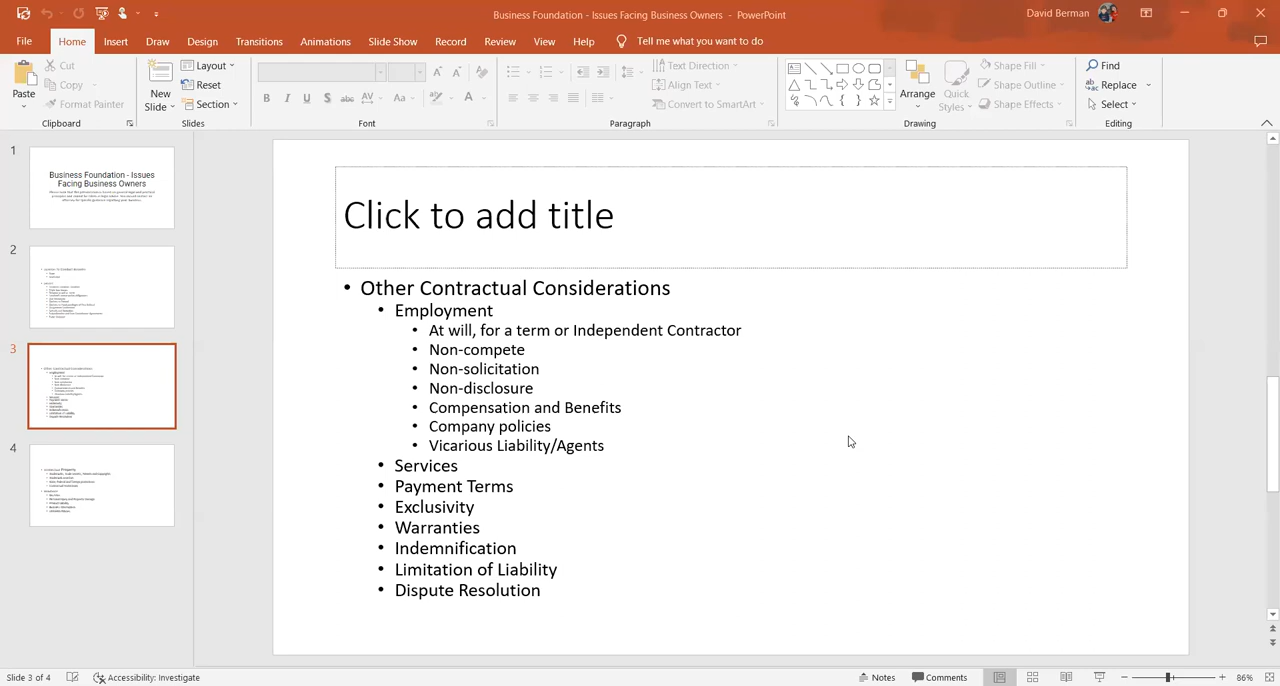 Business Foundation - Issues Facing Business Owners - PowerPoint
David Berman
File Home Insert Draw Design Transitions Animations Slide Show Record Review View Help Tell me what you want to do
Paste
Cut
Copy
Format Painter
Clipboard
New Slide
Layout
Reset
Section
Slides
B I U S abc AV Aa A
Font
Text Direction
Align Text
Convert to SmartArt
Paragraph
Arrange
Quick Styles
Shape Fill
Shape Outline
Shape Effects
Drawing
Find
Replace
Select
Editing
1
Business Foundation - Issues
Facing Business Owners
2
3
4
Click to add title
• Other Contratual Considerations
• Employment
• At will, for a term or Independent Contractor
• Non-compete
• Non-solicitation
• Non-disclosure
• Compensation and Benefits
• Company policies
• Vicarious Liability/Agents
• Services
• Payment Terms
• Exclusivity
• Warranties
• Indemnification
• Limitation of Liability
• Dispute Resolution
Slide 3 of 4 Accessibility: Investigate Notes Comments 86%